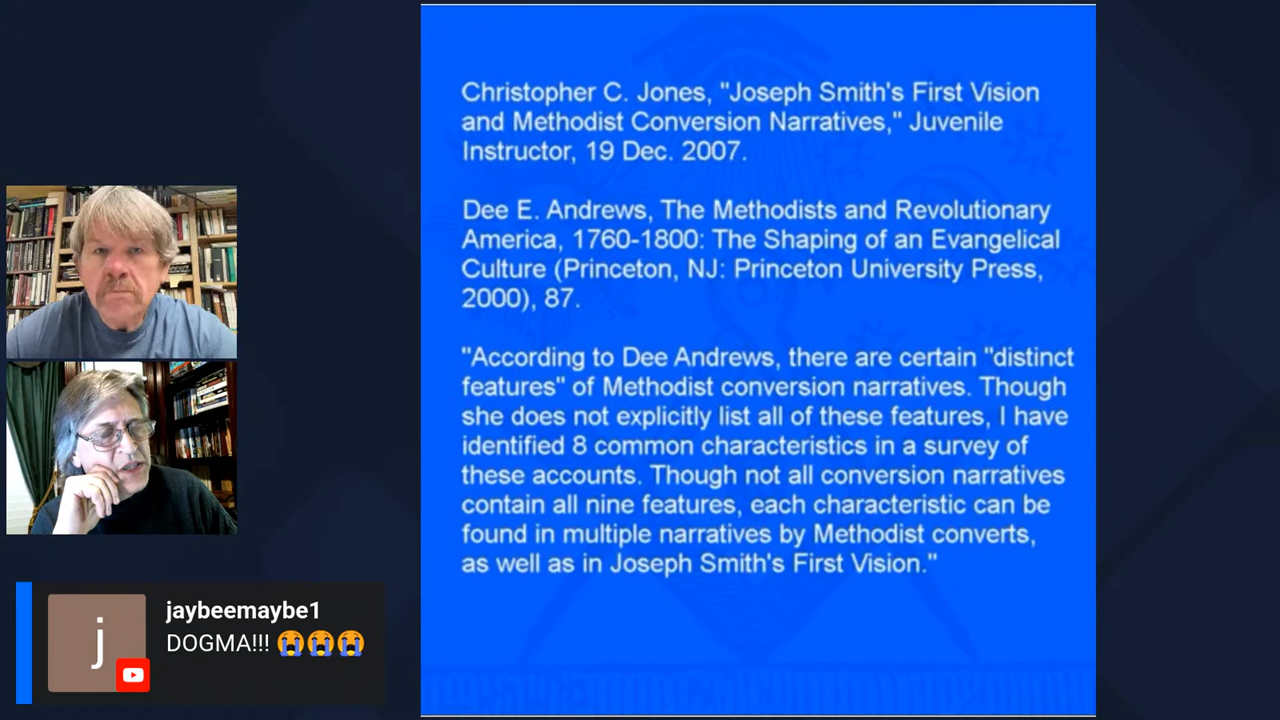 Christopher C. Jones, "Joseph Smith's First Vision
and Methodist Conversion Narratives," Juvenile
Instructor, 19 Dec. 2007.
Dee E. Andrews, The Methodists and Revolutionary
America, 1760-1800: The Shaping of an Evangelical
Culture (Princeton, NJ: Princeton University Press,
2000), 87.
"According to Dee Andrews, there are certain "distinct
features" of Methodist conversion narratives. Though
she does not explicitly list all of these features, I have
identified 8 common characteristics in a survey of
these accounts. Though not all conversion narratives
contain all nine features, each characteristic can be
found in multiple narratives by Methodist converts,
as well as in Joseph Smith's First Vision."
j
jaybeemaybe1
DOGMA!!! 😭😭😭